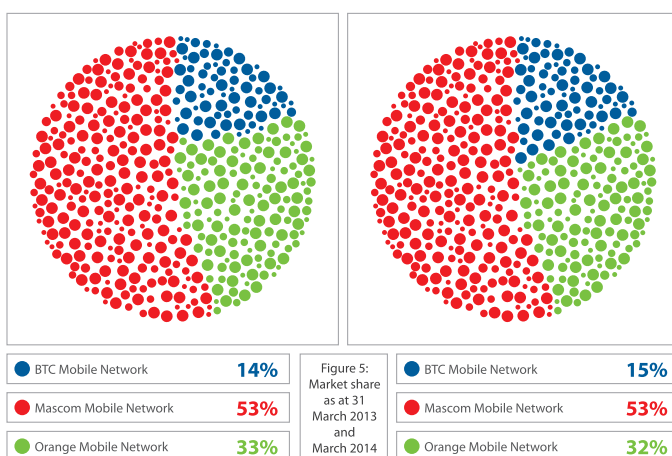 BTC Mobile Network 14%
Mascom Mobile Network 53%
Orange Mobile Network 33%
Figure 5:
Market share
as at 31
March 2013
and
March 2014
BTC Mobile Network 15%
Mascom Mobile Network 53%
Orange Mobile Network 32%